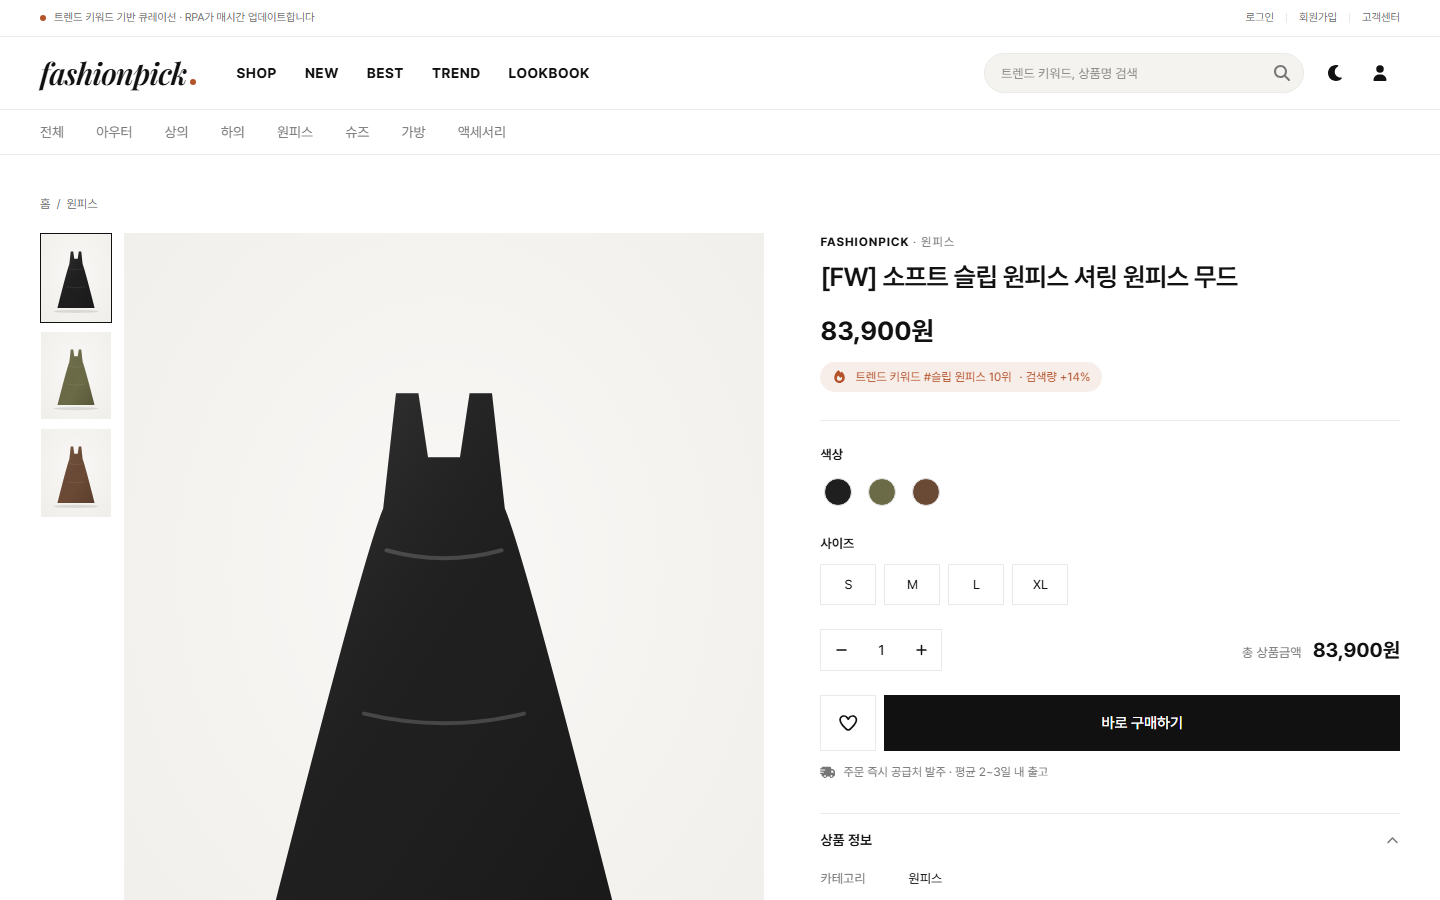 트렌드 키워드 기반 큐레이션 · RPA가 매시간 업데이트합니다
로그인 회원가입 고객센터
fashionpick.
SHOP NEW BEST TREND LOOKBOOK
트렌드 키워드, 상품명 검색
전체 아우터 상의 하의 원피스 슈즈 가방 액세서리
홈 / 원피스
FASHIONPICK · 원피스
[FW] 소프트 슬립 원피스 셔링 원피스 무드
83,900원
트렌드 키워드 #슬립 원피스 10위 · 검색량 +14%
색상
사이즈
S M L XL
1
총 상품금액 83,900원
바로 구매하기
주문 즉시 공급처 발주 · 평균 2~3일 내 출고
상품 정보
카테고리 원피스